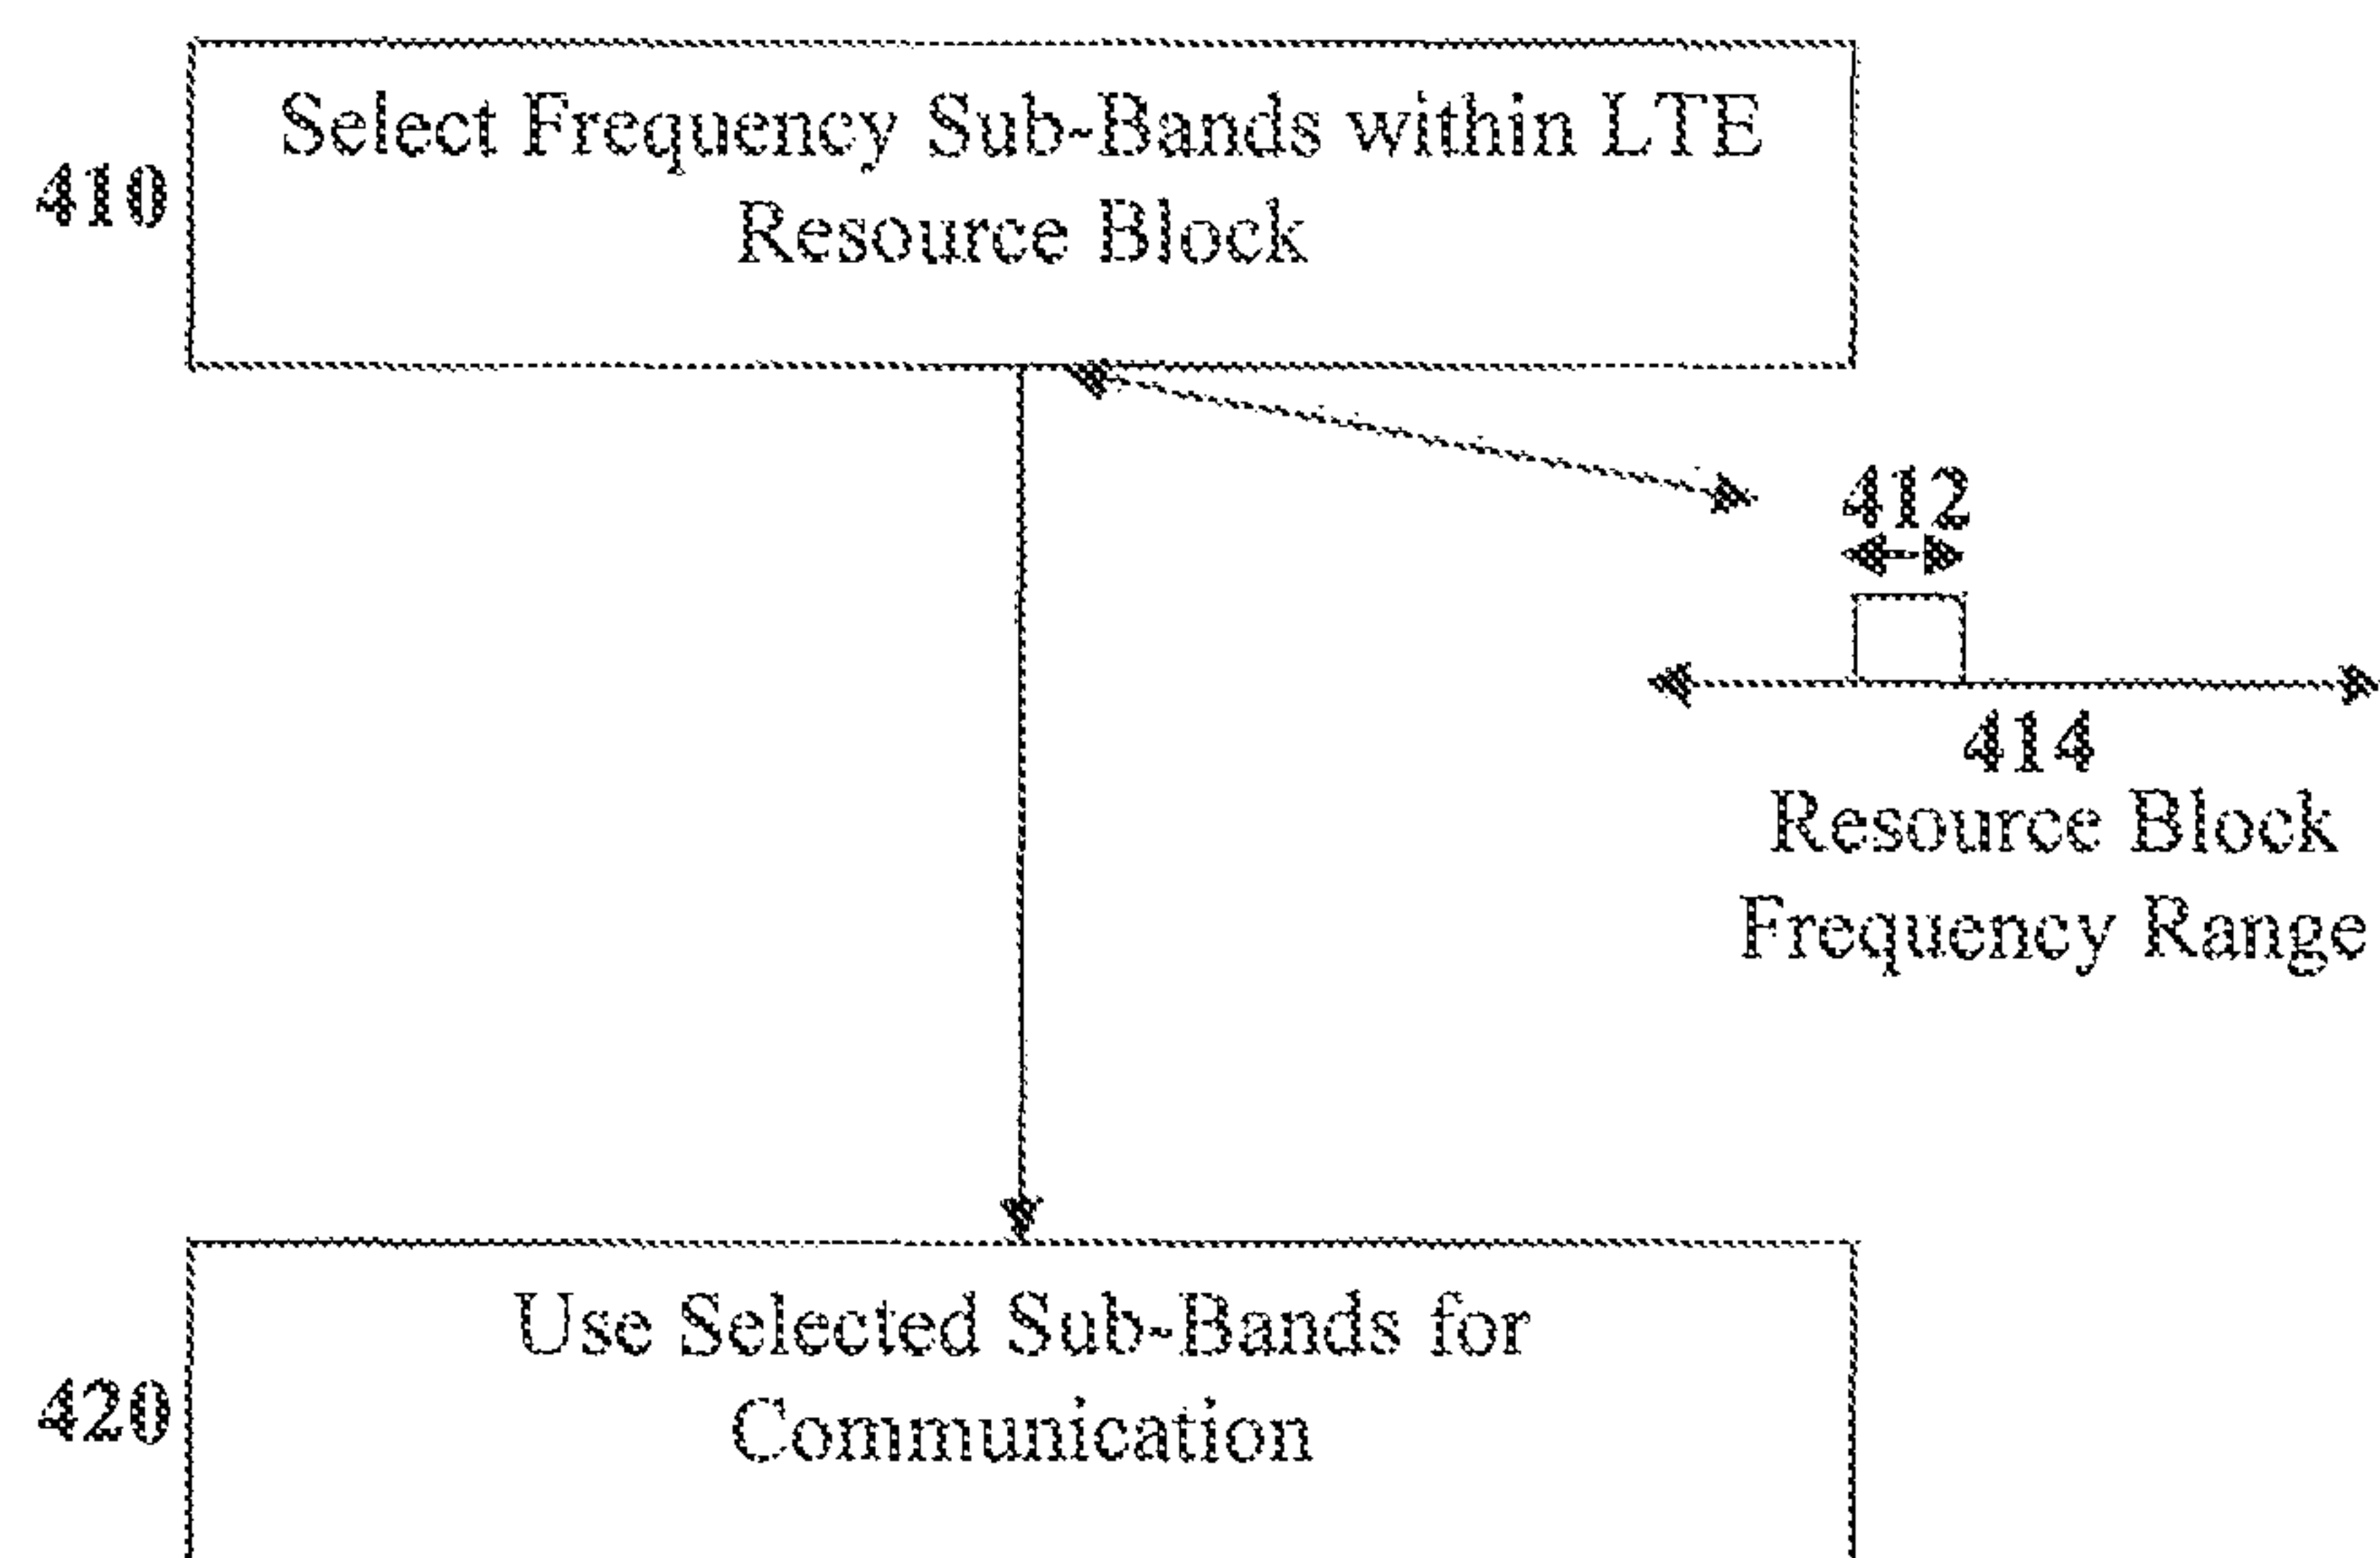 Select Frequency Sub-Bands within LTE
Resource Block
410
412
414
Resource Block
Frequency Range
Use Selected Sub-Bands for
Communication
420